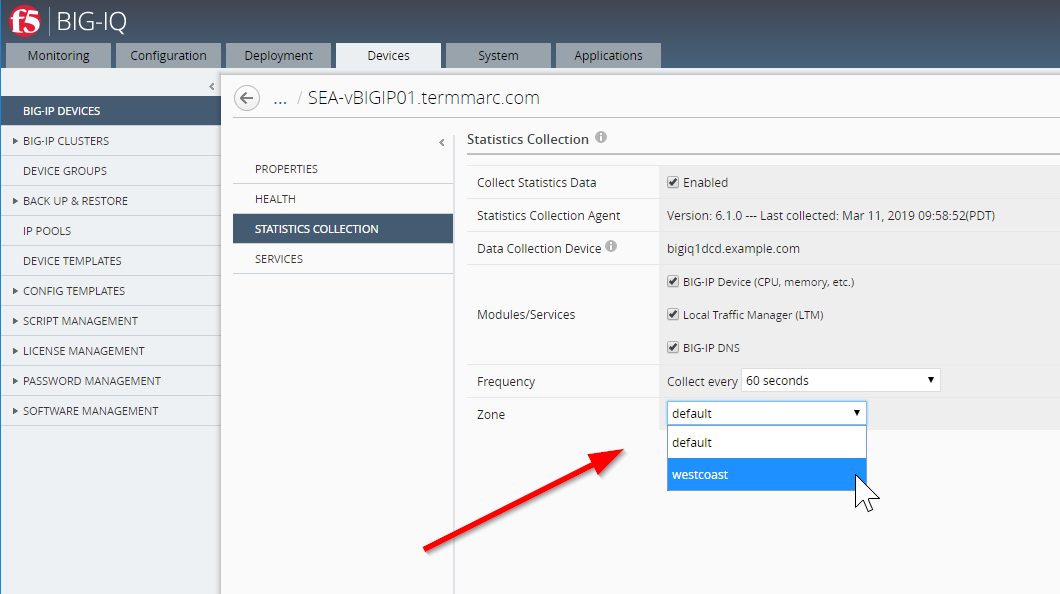 f5 BIG-IQ
Monitoring Configuration Deployment Devices System Applications
BIG-IP DEVICES
BIG-IP CLUSTERS
DEVICE GROUPS
BACK UP & RESTORE
IP POOLS
DEVICE TEMPLATES
CONFIG TEMPLATES
SCRIPT MANAGEMENT
LICENSE MANAGEMENT
PASSWORD MANAGEMENT
SOFTWARE MANAGEMENT
... / SEA-vBIGIP01.termmarc.com
PROPERTIES
HEALTH
STATISTICS COLLECTION
SERVICES
Statistics Collection
Collect Statistics Data Enabled
Statistics Collection Agent Version: 6.1.0 --- Last collected: Mar 11, 2019 09:58:52(PDT)
Data Collection Device bigiq1dcd.example.com
BIG-IP Device (CPU, memory, etc.)
Modules/Services Local Traffic Manager (LTM)
BIG-IP DNS
Frequency Collect every 60 seconds
Zone default
default
westcoast